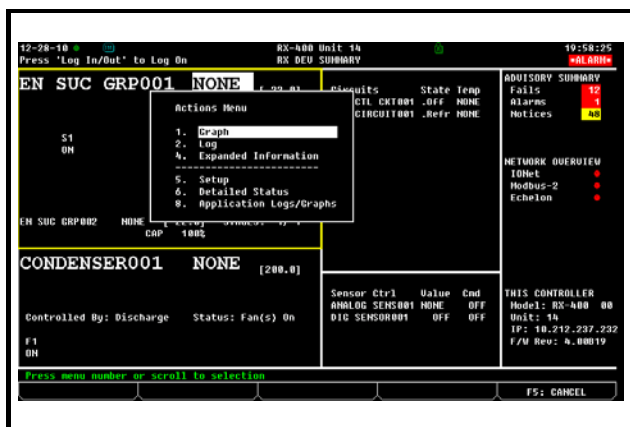 12-28-10 RX-400 Unit 14 19:58:25
Press 'Log In/Out' to Log On RX DEV SUMMARY *ALARM*
EN SUC GRP001 NONE
S1
ON
EN SUC GRP002 NONE
CAP 100%
Actions Menu
1. Graph
2. Log
4. Expanded Information
5. Setup
6. Detailed Status
8. Application Logs/Graphs
State Temp
CTL CKT001 .OFF NONE
CIRCUIT001 .Refr NONE
CONDENSER001 NONE [200.0]
Controlled By: Discharge Status: Fan(s) On
F1
ON
Sensor Ctrl Value Cmd
ANALOG SENS001 NONE OFF
DIG SENSOR001 OFF OFF
ADVISORY SUMMARY
Fails 12
Alarms 1
Notices 48
NETWORK OVERVIEW
IONet
Modbus-2
Echelon
THIS CONTROLLER
Model: RX-400 00
Unit: 14
IP: 10.212.237.232
F/W Rev: 4.00B19
Press menu number or scroll to selection
F5: CANCEL